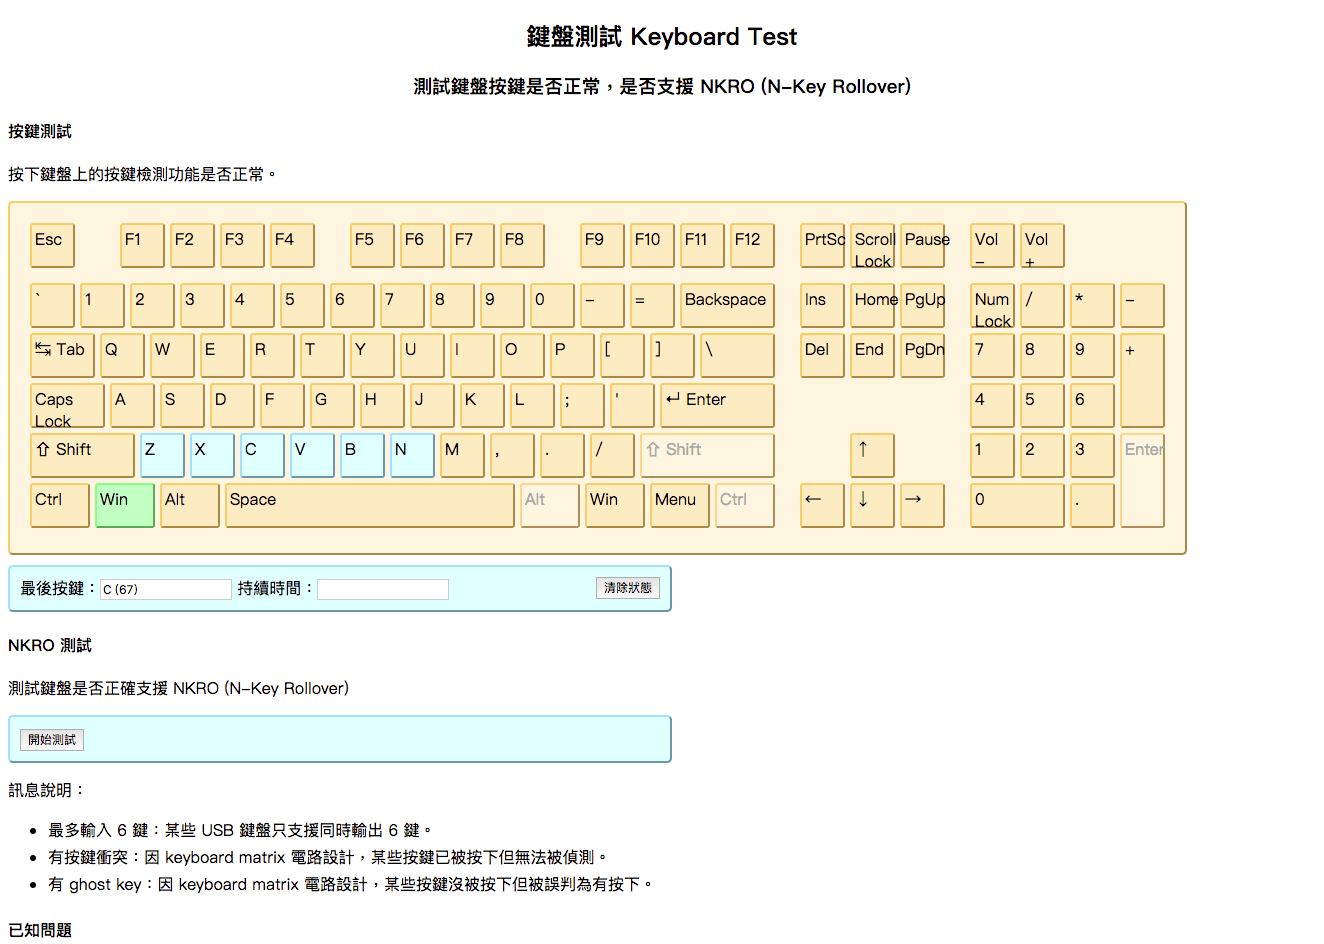 鍵盤測試 Keyboard Test
測試鍵盤按鍵是否正常，是否支援 NKRO (N-Key Rollover)
按鍵測試
按下鍵盤上的按鍵檢測功能是否正常。
Esc F1 F2 F3 F4 F5 F6 F7 F8 F9 F10 F11 F12 PrtSc Scroll Lock Pause Vol - Vol +
` 1 2 3 4 5 6 7 8 9 0 - = Backspace Ins Home PgUp Num Lock / * -
↹ Tab Q W E R T Y U I O P [ ] \ Del End PgDn 7 8 9 +
Caps Lock A S D F G H J K L ; ' ↵ Enter 4 5 6
⇧ Shift Z X C V B N M , . / ⇧ Shift ↑ 1 2 3 Enter
Ctrl Win Alt Space Alt Win Menu Ctrl ← ↓ → 0 .
最後按鍵：C (67) 持續時間： 清除狀態
NKRO 測試
測試鍵盤是否正確支援 NKRO (N-Key Rollover)
開始測試
訊息說明：
• 最多輸入 6 鍵：某些 USB 鍵盤只支援同時輸出 6 鍵。
• 有按鍵衝突：因 keyboard matrix 電路設計，某些按鍵已被按下但無法被偵測。
• 有 ghost key：因 keyboard matrix 電路設計，某些按鍵沒被按下但被誤判為有按下。
已知問題